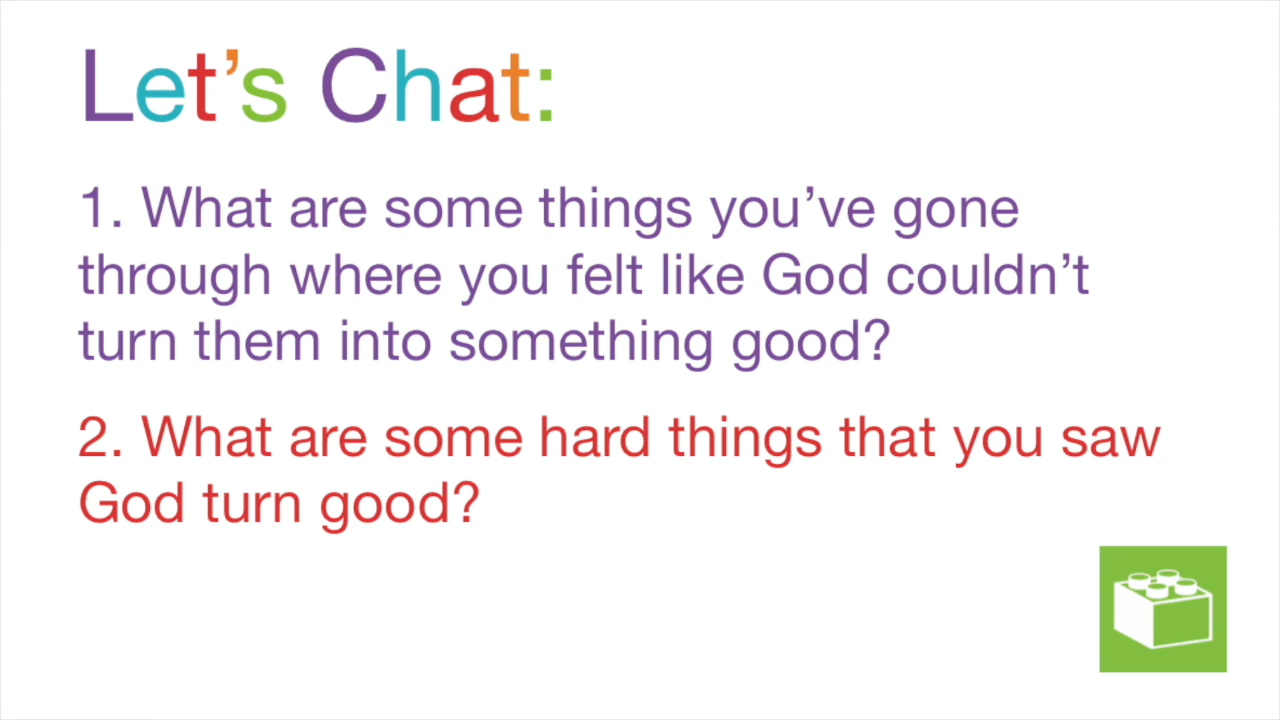 Let’s Chat:
1. What are some things you’ve gone
through where you felt like God couldn’t
turn them into something good?
2. What are some hard things that you saw
God turn good?